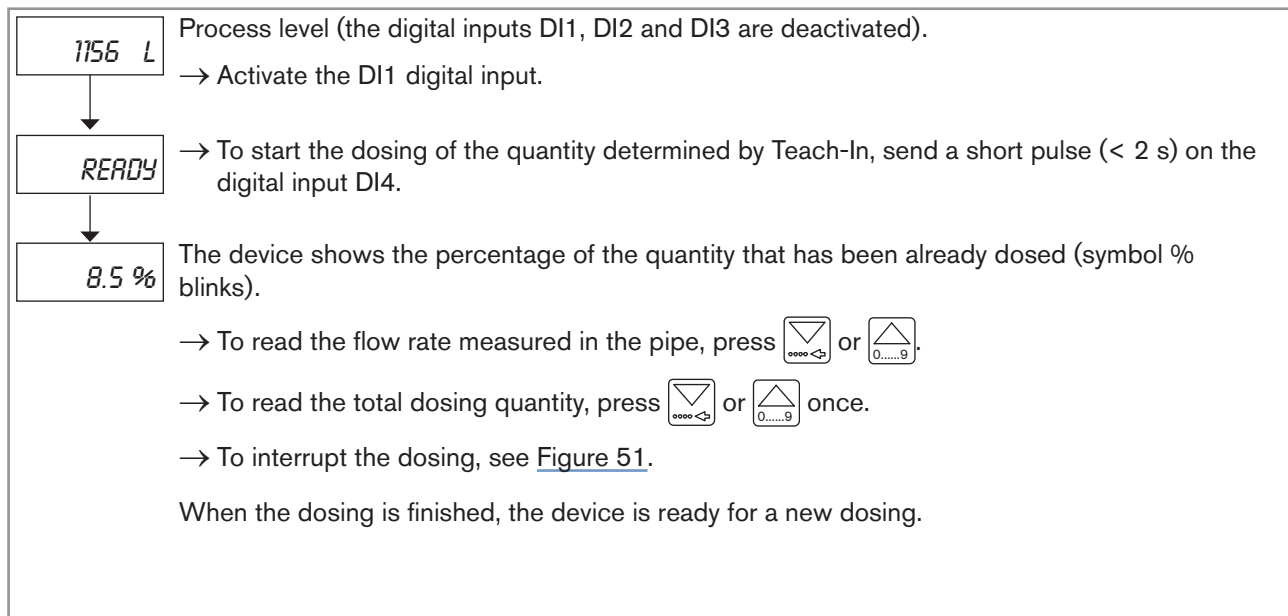 1156 L
Process level (the digital inputs DI1, DI2 and DI3 are deactivated).
→ Activate the DI1 digital input.
READY
→ To start the dosing of the quantity determined by Teach-In, send a short pulse (< 2 s) on the
digital input DI4.
8.5 %
The device shows the percentage of the quantity that has been already dosed (symbol %
blinks).
→ To read the flow rate measured in the pipe, press or 0......9.
→ To read the total dosing quantity, press or 0......9 once.
→ To interrupt the dosing, see Figure 51.
When the dosing is finished, the device is ready for a new dosing.